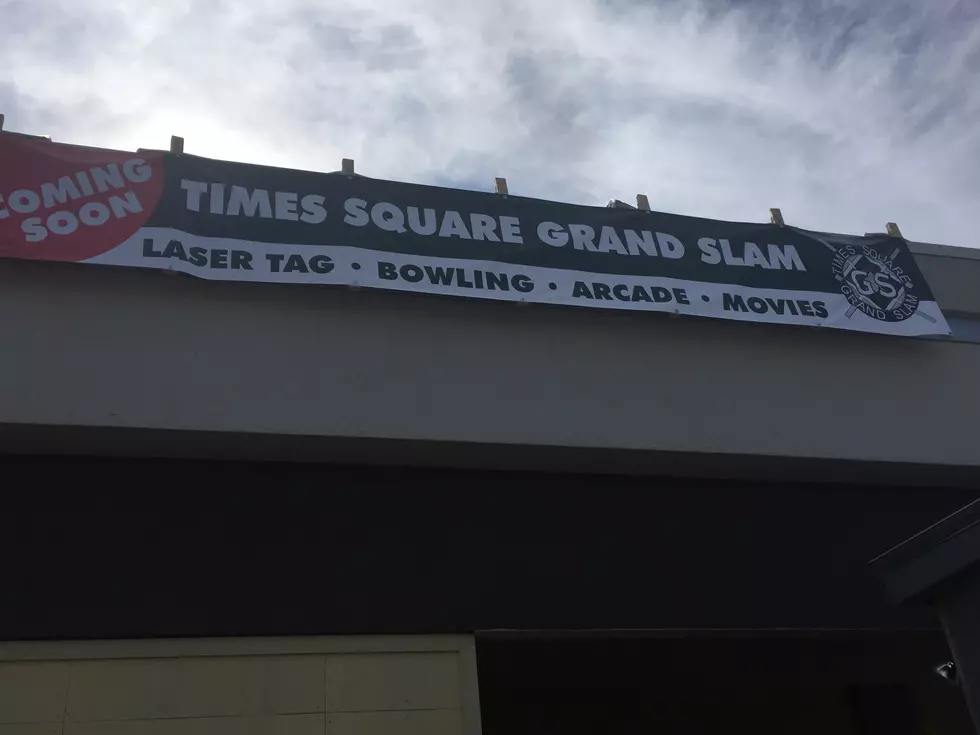 COMING
SOON
TIMES SQUARE GRAND SLAM
LASER TAG • BOWLING • ARCADE • MOVIES
TIMES SQUARE
GS
GRAND SLAM